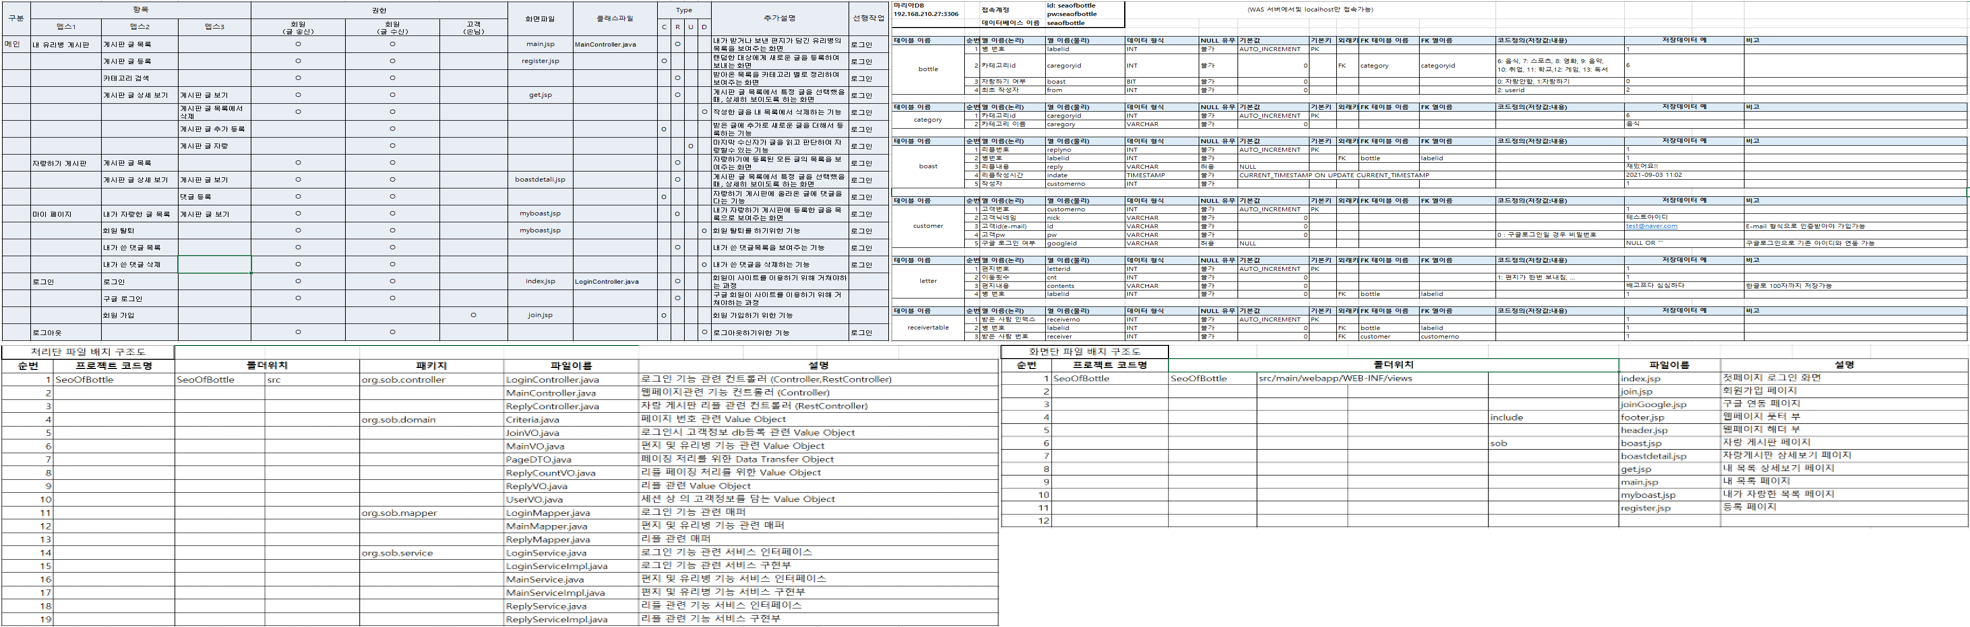 구분 항목 권한 화면파일 클래스파일 Type 추가설명 선행작업
뎁스1 뎁스2 뎁스3 회원 (글 송신) 회원 (글 수신) 고객 (손님) C R U D
메인 내 유리병 게시판 게시판 글 목록 ○ ○ main.jsp MainController.java ○ 내가 받거나 보낸 편지가 담긴 유리병의 목록을 보여주는 화면 로그인
게시판 글 등록 ○ ○ register.jsp ○ 랜덤한 대상에게 새로운 글을 등록하여 보내는 화면 로그인
카테고리 검색 ○ ○ ○ 받아온 목록을 카테고리 별로 정리하여 보여주는 화면 로그인
게시판 글 상세 보기 게시판 글 보기 ○ ○ get.jsp ○ 게시판 글 목록에서 특정 글을 선택했을 때, 상세히 보이도록 하는 화면 로그인
게시판 글 목록에서 삭제 ○ ○ ○ 작성한 글을 내 목록에서 삭제하는 기능 로그인
게시판 글 추가 등록 ○ ○ 받은 글에 추가로 새로운 글을 더해서 등록하는 기능 로그인
게시판 글 자랑 ○ ○ 마지막 수신자가 글을 읽고 판단하여 자랑할수 있는 기능 로그인
자랑하기 게시판 게시판 글 목록 ○ ○ ○ 자랑하기에 등록된 모든 글의 목록을 보여주는 화면 로그인
게시판 글 상세 보기 게시판 글 보기 ○ ○ boastdetali.jsp ○ 게시판 글 목록에서 특정 글을 선택했을 때, 상세히 보이도록 하는 화면 로그인
댓글 등록 ○ ○ ○ 자랑하기 게시판에 올라온 글에 댓글을 다는 기능 로그인
마이 페이지 내가 자랑한 글 목록 게시판 글 보기 ○ ○ myboast.jsp ○ 내가 자랑하기 게시판에 등록한 글을 목록으로 보여주는 화면 로그인
회원 탈퇴 ○ ○ myboast.jsp ○ 회원 탈퇴를 하기위한 기능 로그인
내가 쓴 댓글 목록 ○ ○ ○ 내가 쓴 댓글목록을 보여주는 기능 로그인
내가 쓴 댓글 삭제 ○ ○ ○ 내가 쓴 댓글을 삭제하는 기능 로그인
로그인 로그인 ○ ○ index.jsp LoginController.java ○ 회원이 사이트를 이용하기 위해 거쳐야하는 과정
구글 로그인 ○ ○ ○ 구글 회원이 사이트를 이용하기 위해 거쳐야하는 과정
회원 가입 ○ join.jsp ○ 회원 가입하기 위한 기능
로그아웃 ○ ○ ○ 로그아웃하기위한 기능 로그인
마리아DB 192.168.210.27:3306 접속계정 id: seaofbottle (WAS 서버에서및 localhost만 접속가능)
pw:seaofbottle
데이터베이스 이름 seaofbottle
테이블 이름 순번 열 이름(논리) 열 이름(물리) 데이터 형식 NULL 유무 기본값 기본키 외래키 FK 테이블 이름 FK 열이름 코드정의(저장값:내용) 저장데이터 예 비고
bottle 1 병 번호 labelid INT 불가 AUTO_INCREMENT PK 1
2 카테고리id caregoryid INT 불가 0 FK category categoryid 6: 음식, 7: 스포츠, 8: 영화, 9: 음악, 10: 취업, 11: 학교,12: 게임, 13: 독서 6
3 자랑하기 여부 boast BIT 불가 0 0: 자랑안함, 1:자랑하기 0
4 최초 작성자 from INT 불가 0 2: userid 2
테이블 이름 순번 열 이름(논리) 열 이름(물리) 데이터 형식 NULL 유무 기본값 기본키 외래키 FK 테이블 이름 FK 열이름 코드정의(저장값:내용) 저장데이터 예 비고
category 1 카테고리id caregoryid INT 불가 AUTO_INCREMENT PK 6
2 카테고리 이름 caregory VARCHAR 불가 0 음식
테이블 이름 순번 열 이름(논리) 열 이름(물리) 데이터 형식 NULL 유무 기본값 기본키 외래키 FK 테이블 이름 FK 열이름 코드정의(저장값:내용) 저장데이터 예 비고
boast 1 리플번호 replyno INT 불가 AUTO_INCREMENT PK 1
2 병번호 labelid INT 불가 FK bottle labelid 1
3 리플내용 reply VARCHAR 허용 NULL 재밌어요!!
4 리플작성시간 indate TIMESTAMP 불가 CURRENT_TIMESTAMP ON UPDATE CURRENT_TIMESTAMP 2021-09-03 11:02
5 작성자 customerno INT 불가 0 1
테이블 이름 순번 열 이름(논리) 열 이름(물리) 데이터 형식 NULL 유무 기본값 기본키 외래키 FK 테이블 이름 FK 열이름 코드정의(저장값:내용) 저장데이터 예 비고
customer 1 고객번호 customerno INT 불가 AUTO_INCREMENT PK 1
2 고객닉네임 nick VARCHAR 불가 0 테스트아이디
3 고객id(e-mail) id VARCHAR 불가 0 test@naver.com E-mail 형식으로 인증받아야 가입가능
4 고객pw pw VARCHAR 불가 0 0 : 구글로그인일 경우 비밀번호
5 구글 로그인 여부 googleid VARCHAR 허용 NULL NULL OR '' 구글로그인으로 기존 아이디와 연동 가능
테이블 이름 순번 열 이름(논리) 열 이름(물리) 데이터 형식 NULL 유무 기본값 기본키 외래키 FK 테이블 이름 FK 열이름 코드정의(저장값:내용) 저장데이터 예 비고
letter 1 편지번호 letterid INT 불가 AUTO_INCREMENT PK 1
2 이동횟수 cnt INT 불가 0 1: 편지가 한번 보내짐, ... 1
3 편지내용 contents VARCHAR 불가 0 배고프다 심심하다 한글로 100자까지 저장가능
4 병 번호 labelid INT 불가 0 FK bottle labelid 1
테이블 이름 순번 열 이름(논리) 열 이름(물리) 데이터 형식 NULL 유무 기본값 기본키 외래키 FK 테이블 이름 FK 열이름 코드정의(저장값:내용) 저장데이터 예 비고
receivertable 1 받은 사람 인덱스 receiverno INT 불가 AUTO_INCREMENT PK 1
2 병 번호 labelid INT 불가 0 FK bottle labelid 1
3 받은 사람 번호 receiver INT 불가 0 FK customer customerno 1
처리단 파일 배치 구조도
순번 프로젝트 코드명 폴더위치 패키지 파일이름 설명
1 SeoOfBottle SeoOfBottle src org.sob.controller LoginController.java 로그인 기능 관련 컨트롤러 (Controller,RestController)
2 MainController.java 웹페이지관련 기능 컨트롤러 (Controller)
3 ReplyController.java 자랑 게시판 리플 관련 컨트롤러 (RestController)
4 org.sob.domain Criteria.java 페이지 번호 관련 Value Object
5 JoinVO.java 로그인시 고객정보 db등록 관련 Value Object
6 MainVO.java 편지 및 유리병 기능 관련 Value Object
7 PageDTO.java 페이징 처리를 위한 Data Transfer Object
8 ReplyCountVO.java 리플 페이징 처리를 위한 Value Object
9 ReplyVO.java 리플 관련 Value Object
10 UserVO.java 세션 상 의 고객정보를 담는 Value Object
11 org.sob.mapper LoginMapper.java 로그인 기능 관련 매퍼
12 MainMapper.java 편지 및 유리병 기능 관련 매퍼
13 ReplyMapper.java 리플 관련 매퍼
14 org.sob.service LoginService.java 로그인 기능 관련 서비스 인터페이스
15 LoginServiceImpl.java 로그인 기능 관련 서비스 구현부
16 MainService.java 편지 및 유리병 기능 서비스 인터페이스
17 MainServiceImpl.java 편지 및 유리병 기능 서비스 구현부
18 ReplyService.java 리플 관련 기능 서비스 인터페이스
19 ReplyServiceImpl.java 리플 관련 기능 서비스 구현부
화면단 파일 배치 구조도
순번 프로젝트 코드명 폴더위치 파일이름 설명
1 SeoOfBottle SeoOfBottle src/main/webapp/WEB-INF/views index.jsp 첫페이지 로그인 화면
2 join.jsp 회원가입 페이지
3 joinGoogle.jsp 구글 연동 페이지
4 include footer.jsp 웹페이지 풋터 부
5 header.jsp 웹페이지 해더 부
6 sob boast.jsp 자랑 게시판 페이지
7 boastdetail.jsp 자랑게시판 상세보기 페이지
8 get.jsp 내 목록 상세보기 페이지
9 main.jsp 내 목록 페이지
10 myboast.jsp 내가 자랑한 목록 페이지
11 register.jsp 등록 페이지
12